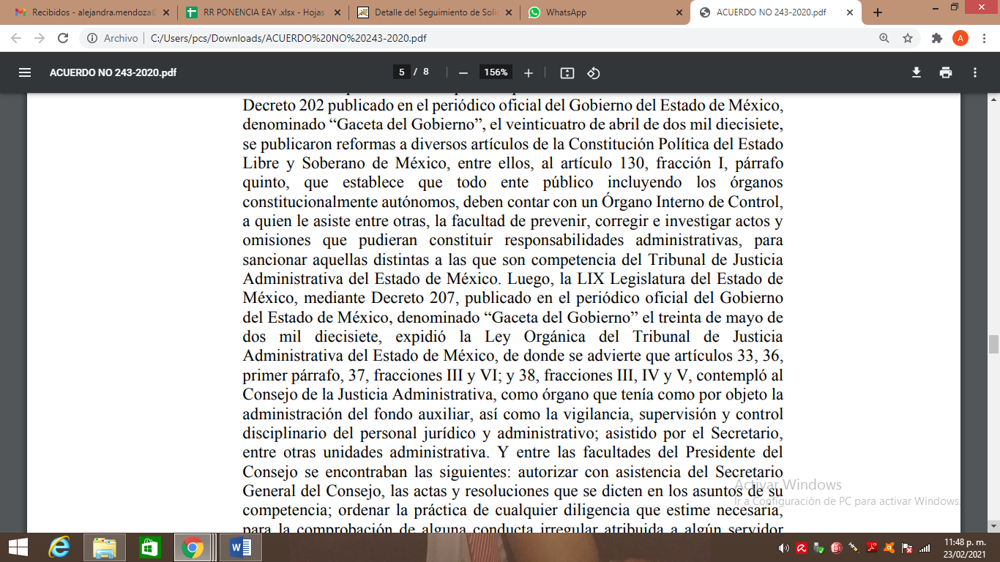 Recibidos - alejandra.mendoza@
RR PONENCIA EAY .xlsx - Hojas
Detalle del Seguimiento de Solic
WhatsApp
ACUERDO NO 243-2020.pdf
Archivo
C:/Users/pcs/Downloads/ACUERDO%20NO%20243-2020.pdf
A
ACUERDO NO 243-2020.pdf
5 / 8
156%
Decreto 202 publicado en el periódico oficial del Gobierno del Estado de México,
denominado “Gaceta del Gobierno”, el veinticuatro de abril de dos mil diecisiete,
se publicaron reformas a diversos artículos de la Constitución Política del Estado
Libre y Soberano de México, entre ellos, al artículo 130, fracción I, párrafo
quinto, que establece que todo ente público incluyendo los órganos
constitucionalmente autónomos, deben contar con un Órgano Interno de Control,
a quien le asiste entre otras, la facultad de prevenir, corregir e investigar actos y
omisiones que pudieran constituir responsabilidades administrativas, para
sancionar aquellas distintas a las que son competencia del Tribunal de Justicia
Administrativa del Estado de México. Luego, la LIX Legislatura del Estado de
México, mediante Decreto 207, publicado en el periódico oficial del Gobierno
del Estado de México, denominado “Gaceta del Gobierno” el treinta de mayo de
dos mil diecisiete, expidió la Ley Orgánica del Tribunal de Justicia
Administrativa del Estado de México, de donde se advierte que artículos 33, 36,
primer párrafo, 37, fracciones III y VI; y 38, fracciones III, IV y V, contempló al
Consejo de la Justicia Administrativa, como órgano que tenía como por objeto la
administración del fondo auxiliar, así como la vigilancia, supervisión y control
disciplinario del personal jurídico y administrativo; asistido por el Secretario,
entre otras unidades administrativa. Y entre las facultades del Presidente del
Consejo se encontraban las siguientes: autorizar con asistencia del Secretario
General del Consejo, las actas y resoluciones que se dicten en los asuntos de su
competencia; ordenar la práctica de cualquier diligencia que estime necesaria,
para la comprobación de alguna conducta irregular atribuida a algún servidor
Activar Windows
Ir a Configuración de PC para activar Windows.
11:48 p. m.
23/02/2021